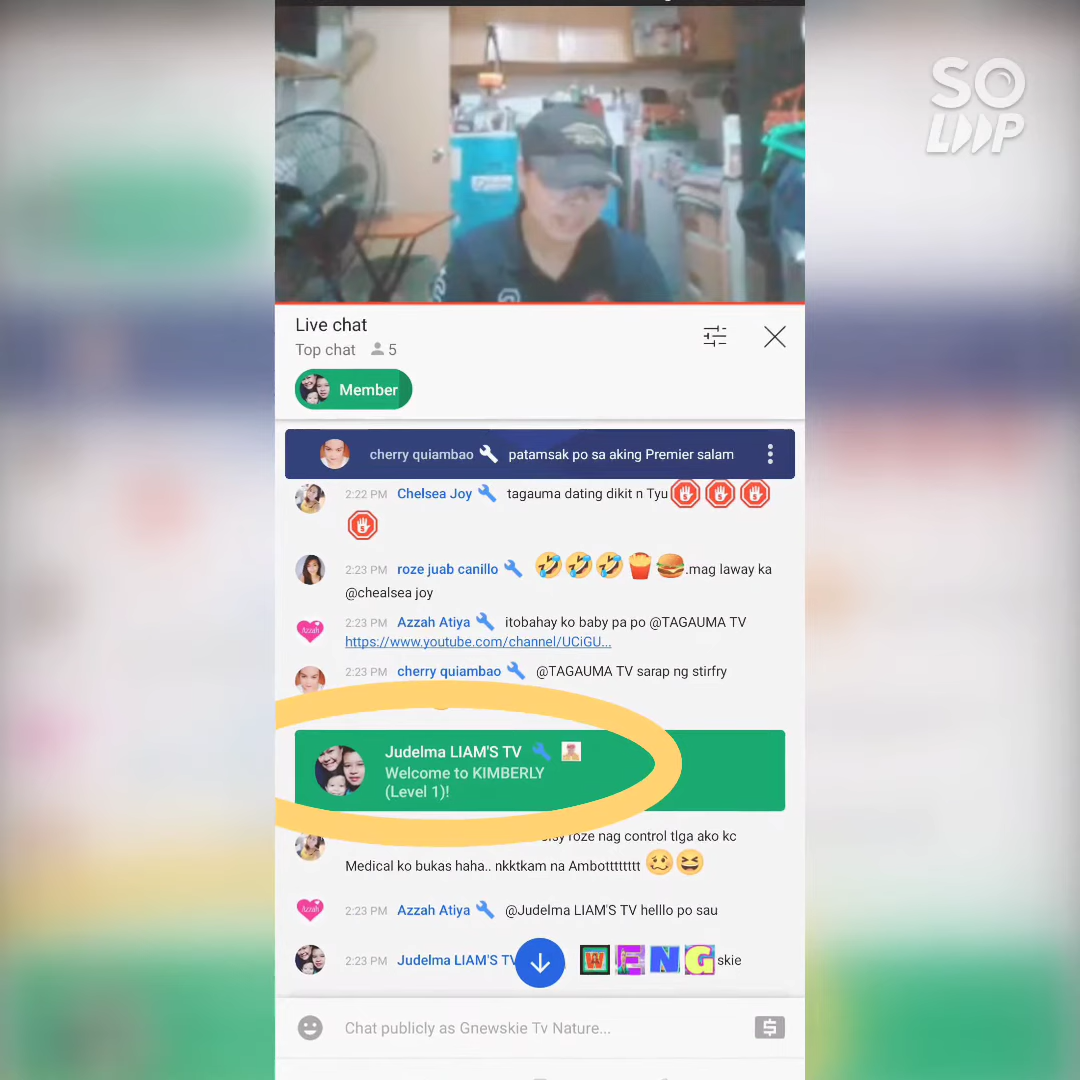 SO
LOOP
Live chat
Top chat 5
Member
cherry quiambao patamsak po sa aking Premier salam
2:22 PM Chelsea Joy tagauma dating dikit n Tyu
2:23 PM roze juab canillo .mag laway ka
@chealsea joy
2:23 PM Azzah Atiya itobahay ko baby pa po @TAGAUMA TV
https://www.youtube.com/channel/UCiGU...
2:23 PM cherry quiambao @TAGAUMA TV sarap ng stirfry
Judelma LIAM'S TV
Welcome to KIMBERLY
(Level 1)!
roze nag control tlga ako kc
Medical ko bukas haha.. nkktkam na Ambotttttttt
Azzah
2:23 PM Azzah Atiya @Judelma LIAM'S TV helllo po sau
2:23 PM Judelma LIAM'S TV WENG skie
Chat publicly as Gnewskie Tv Nature...